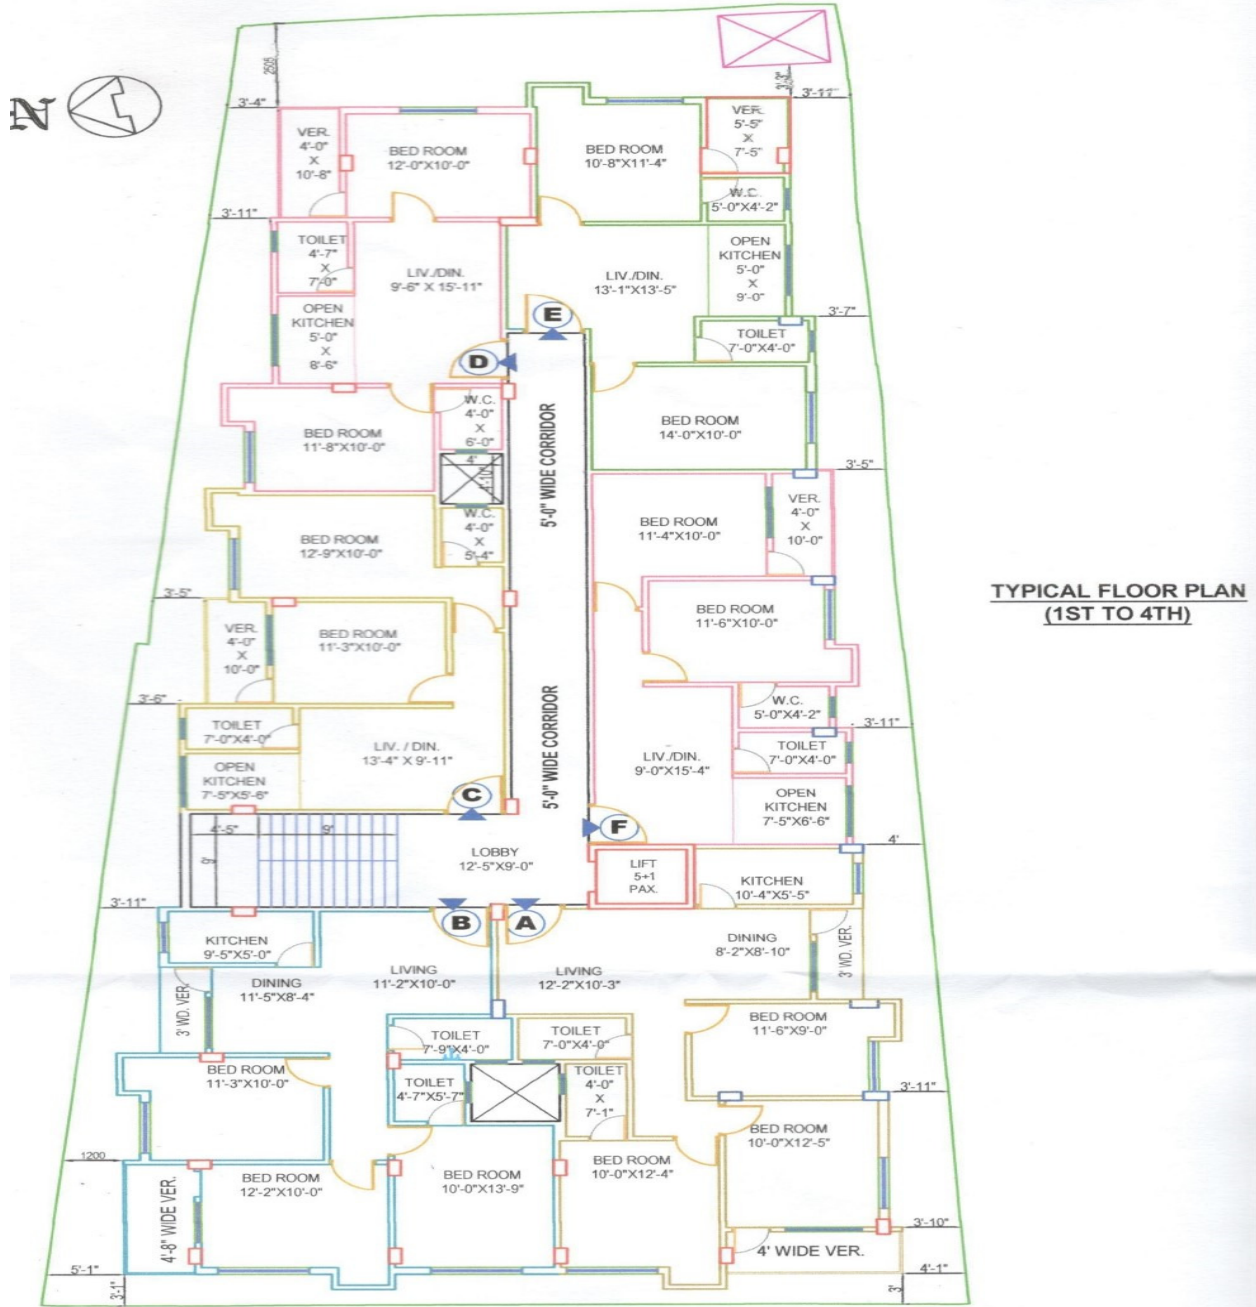 2505
3'-3"
3'-4"
3'-11"
N
VER.
4'-0"
X
10'-8"
BED ROOM
12'-0"X10'-0"
BED ROOM
10'-8"X11'-4"
VER.
5'-5"
X
7'-5"
W.C.
5'-0"X4'-2"
3'-11"
TOILET
4'-7"
X
7'-0"
LIV./DIN.
9'-6" X 15'-11"
LIV./DIN.
13'-1"X13'-5"
OPEN
KITCHEN
5'-0"
X
9'-0"
OPEN
KITCHEN
5'-0"
X
8'-6"
E
3'-7"
TOILET
7'-0"X4'-0"
D
W.C.
4'-0"
X
6'-0"
BED ROOM
11'-8"X10'-0"
BED ROOM
14'-0"X10'-0"
5'-0" WIDE CORRIDOR
4'
4'-10"
3'-5"
W.C.
4'-0"
X
5'-4"
BED ROOM
12'-9"X10'-0"
BED ROOM
11'-4"X10'-0"
VER.
4'-0"
X
10'-0"
3'-5"
VER.
4'-0"
X
10'-0"
BED ROOM
11'-3"X10'-0"
BED ROOM
11'-6"X10'-0"
TYPICAL FLOOR PLAN
(1ST TO 4TH)
3'-6"
TOILET
7'-0"X4'-0"
LIV. / DIN.
13'-4" X 9'-11"
5'-0" WIDE CORRIDOR
W.C.
5'-0"X4'-2"
3'-11"
LIV./DIN.
9'-0"X15'-4"
TOILET
7'-0"X4'-0"
OPEN
KITCHEN
7'-5"X5'-6"
OPEN
KITCHEN
7'-5"X6'-6"
C
F
4'-5"
9'
9'
4'
LOBBY
12'-5"X9'-0"
LIFT
5+1
PAX.
KITCHEN
10'-4"X5'-5"
3'-11"
B
A
KITCHEN
9'-5"X5'-0"
DINING
8'-2"X8'-10"
3' WD. VER.
DINING
11'-5"X8'-4"
LIVING
11'-2"X10'-0"
LIVING
12'-2"X10'-3"
3' WD. VER.
TOILET
7'-9"X4'-0"
TOILET
7'-0"X4'-0"
BED ROOM
11'-6"X9'-0"
BED ROOM
11'-3"X10'-0"
TOILET
4'-7"X5'-7"
TOILET
4'-0"
X
7'-1"
3'-11"
BED ROOM
10'-0"X12'-5"
1200
BED ROOM
12'-2"X10'-0"
BED ROOM
10'-0"X13'-9"
BED ROOM
10'-0"X12'-4"
4'-8" WIDE VER.
3'-10"
4' WIDE VER.
5'-1"
4'-1"
3'-1"
3'